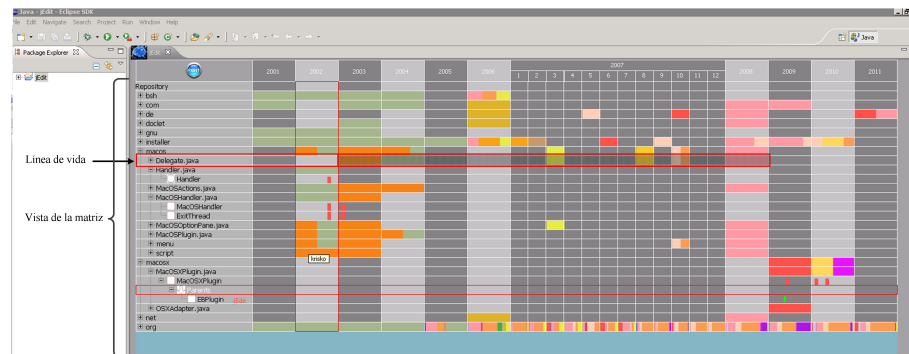 Java - jEdit - Eclipse SDK
File Edit Navigate Search Project Run Window Help
Java
Package Explorer
jEdit
2001 2002 2003 2004 2005 2006 2007 2008 2009 2010 2011
1 2 3 4 5 6 7 8 9 10 11 12
Repository
bsh
com
de
doclet
gnu
installer
macos
Línea de vida
Delegate.java
Handler.java
Handler
MacOSActions.java
MacOSHandler.java
MacOSHandler
ExitThread
Vista de la matriz
MacOSOptionPane.java
MacOSPlugin.java
menu
script
krisko
macosx
MacOSXPlugin.java
MacOSXPlugin
Parents
EBPlugin jEdit
OSXAdapter.java
net
org